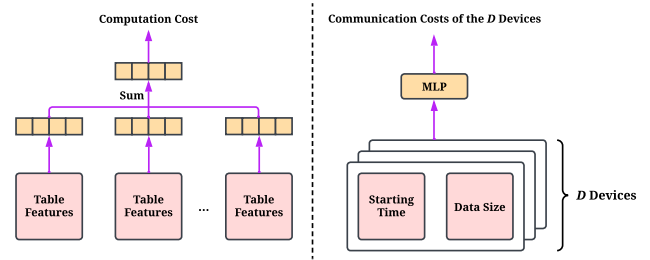 Computation Cost
Sum
Table
Features
Table
Features
...
Table
Features
Communication Costs of the D Devices
MLP
Starting
Time
Data Size
D Devices